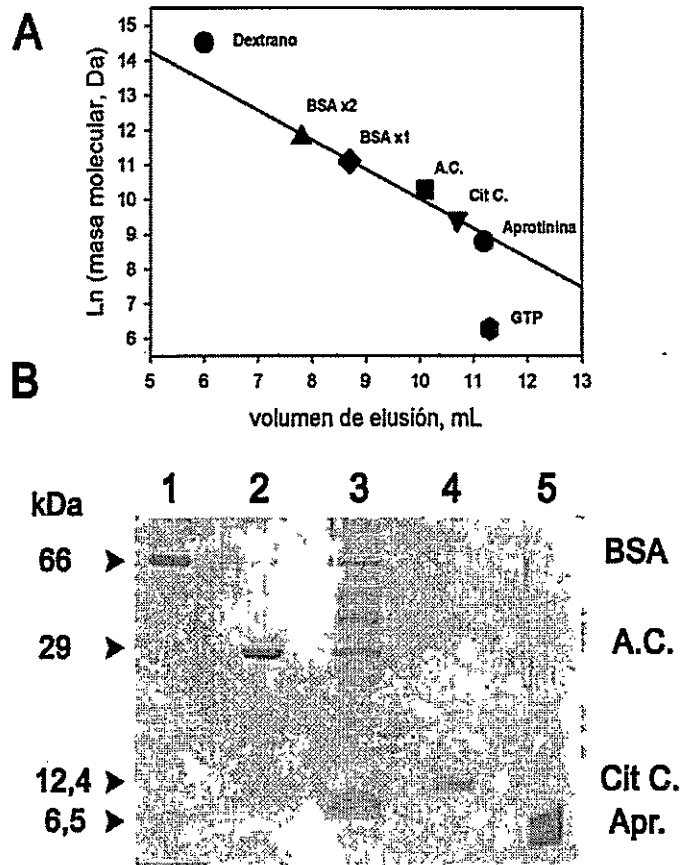 A
Ln (masa molecular, Da)
15
14
13
12
11
10
9
8
7
6
Dextrano
BSA x2
BSA x1
A.C.
Cit C.
Aprotinina
GTP
5 6 7 8 9 10 11 12 13
volumen de elusión, mL
B
kDa 1 2 3 4 5
66 BSA
29 A.C.
12,4 Cit C.
6,5 Apr.